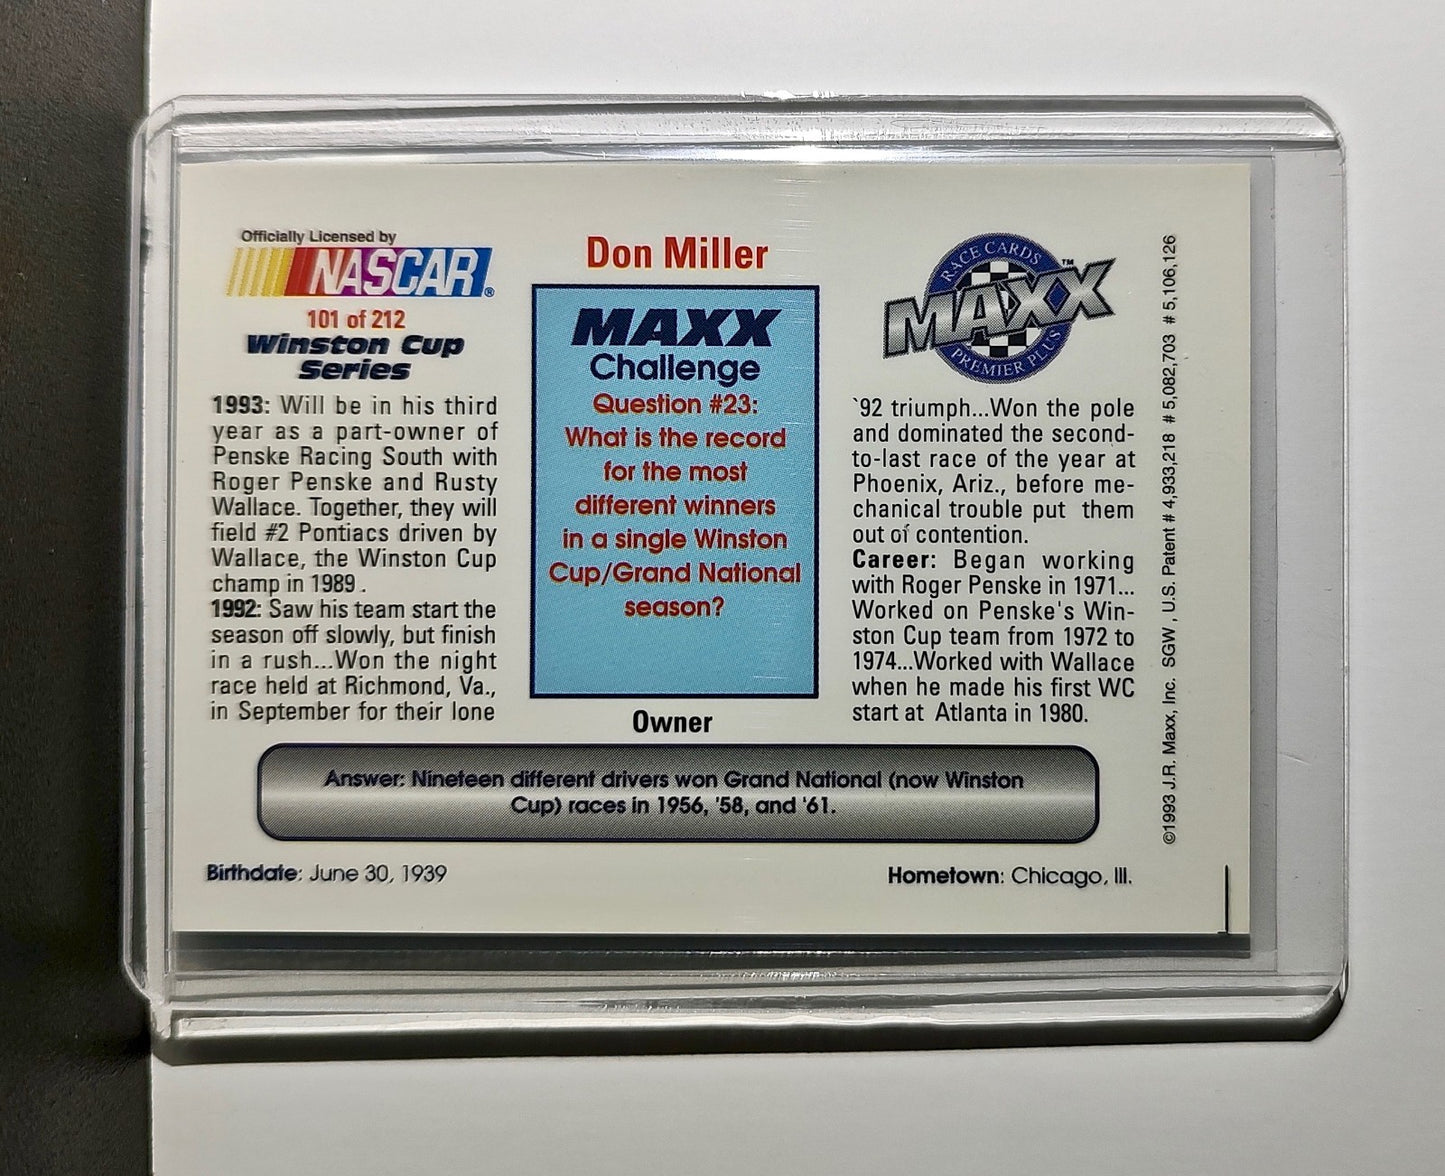 Officially Licensed by
NASCAR®
101 of 212
Winston Cup
Series
1993: Will be in his third
year as a part-owner of
Penske Racing South with
Roger Penske and Rusty
Wallace. Together, they will
field #2 Pontiacs driven by
Wallace, the Winston Cup
champ in 1989 .
1992: Saw his team start the
season off slowly, but finish
in a rush...Won the night
race held at Richmond, Va.,
in September for their lone
Don Miller
MAXX
Challenge
Question #23:
What is the record
for the most
different winners
in a single Winston
Cup/Grand National
season?
Owner
RACE CARDS
MAXX™
PREMIER PLUS
`92 triumph...Won the pole
and dominated the second-
to-last race of the year at
Phoenix, Ariz., before me-
chanical trouble put them
out of contention.
Career: Began working
with Roger Penske in 1971...
Worked on Penske's Win-
ston Cup team from 1972 to
1974...Worked with Wallace
when he made his first WC
start at Atlanta in 1980.
Answer: Nineteen different drivers won Grand National (now Winston
Cup) races in 1956, '58, and '61.
Birthdate: June 30, 1939
Hometown: Chicago, Ill.
©1993 J.R. Maxx, Inc. SGW , U.S. Patent # 4,933,218 # 5,082,703 # 5,106,126